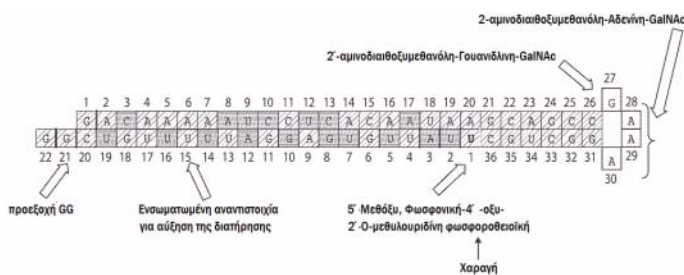 2-αμινοδιαιθοξυμεθανόλη-Αδενίνη-GalNAc
2΄-αμινοδιαιθοξυμεθανόλη-Γουανιδλινη-GalNAc
27
1 2 3 4 5 6 7 8 9 10 11 12 13 14 15 16 17 18 19 20 21 22 23 24 25 26 G 28
G A C A A A A A U C C U C A C A A U A A G C A G C C A
G G C U G U U U U U A G G A G U G U U A U U C G U C G G A
22 21 20 19 18 17 16 15 14 13 12 11 10 9 8 7 6 5 4 3 2 1 36 35 34 33 32 31 A 29
30
προεξοχή GG
Ενσωματωμένη αναντιστοιχία
για αύξηση της διατήρησης
5΄-Μεθόξυ, Φωσφονική-4΄ -οξυ-
2΄-Ο-μεθυλουριδίνη φωσφοροθειοϊκή
Χαραγή